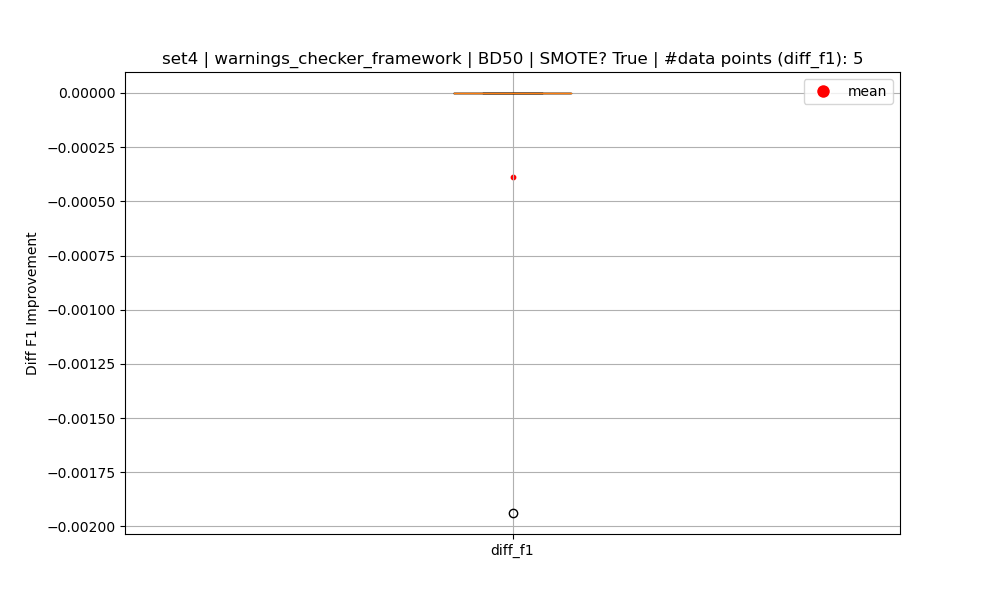 set4 | warnings_checker_framework | BD50 | SMOTE? True | #data points (diff_f1): 5
mean
0.00000
−0.00025
−0.00050
−0.00075
−0.00100
−0.00125
−0.00150
−0.00175
−0.00200
Diff F1 Improvement
diff_f1